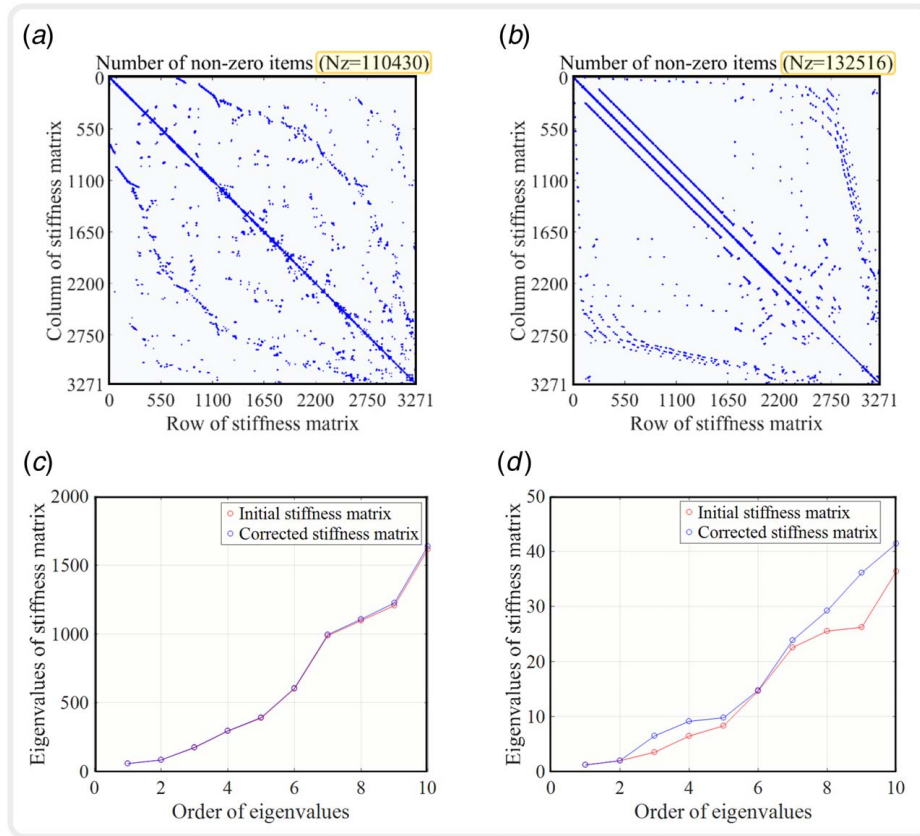 (a)
Number of non-zero items (Nz=110430)
0
550
1100
1650
2200
2750
3271
Column of stiffness matrix
0 550 1100 1650 2200 2750 3271
Row of stiffness matrix
(b)
Number of non-zero items (Nz=132516)
0
550
1100
1650
2200
2750
3271
Column of stiffness matrix
0 550 1100 1650 2200 2750 3271
Row of stiffness matrix
(c)
2000
1500
1000
500
0
Eigenvalues of stiffness matrix
Initial stiffness matrix
Corrected stiffness matrix
0 2 4 6 8 10
Order of eigenvalues
(d)
50
40
30
20
10
0
Eigenvalues of stiffness matrix
Initial stiffness matrix
Corrected stiffness matrix
0 2 4 6 8 10
Order of eigenvalues